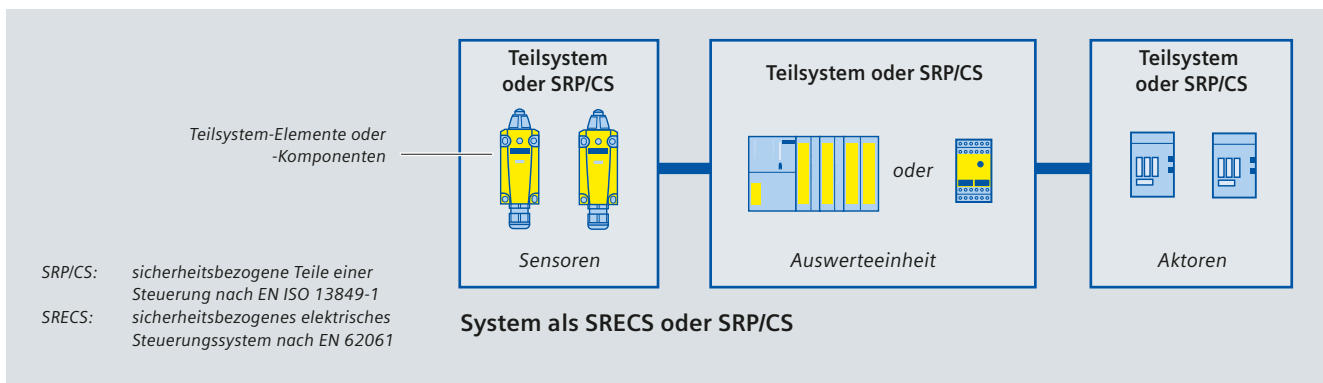 Teilsystem
oder SRP/CS
Teilsystem oder SRP/CS
Teilsystem
oder SRP/CS
Teilsystem-Elemente oder
-Komponenten
oder
Sensoren
Auswerteeinheit
Aktoren
SRP/CS: sicherheitsbezogene Teile einer
Steuerung nach EN ISO 13849-1
SRECS: sicherheitsbezogenes elektrisches
Steuerungssystem nach EN 62061
System als SRECS oder SRP/CS